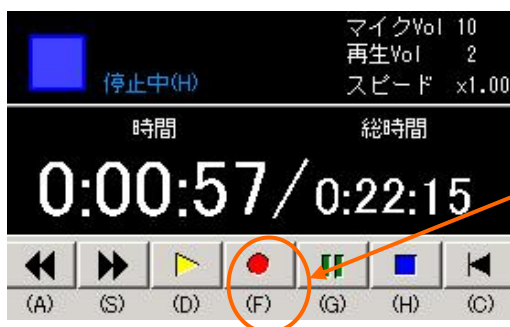 マイクVol 10
再生Vol 2
停止中(H)
スピード x1.00
時間 総時間
0:00:57/0:22:15
(A) (S) (D) (F) (G) (H) (C)